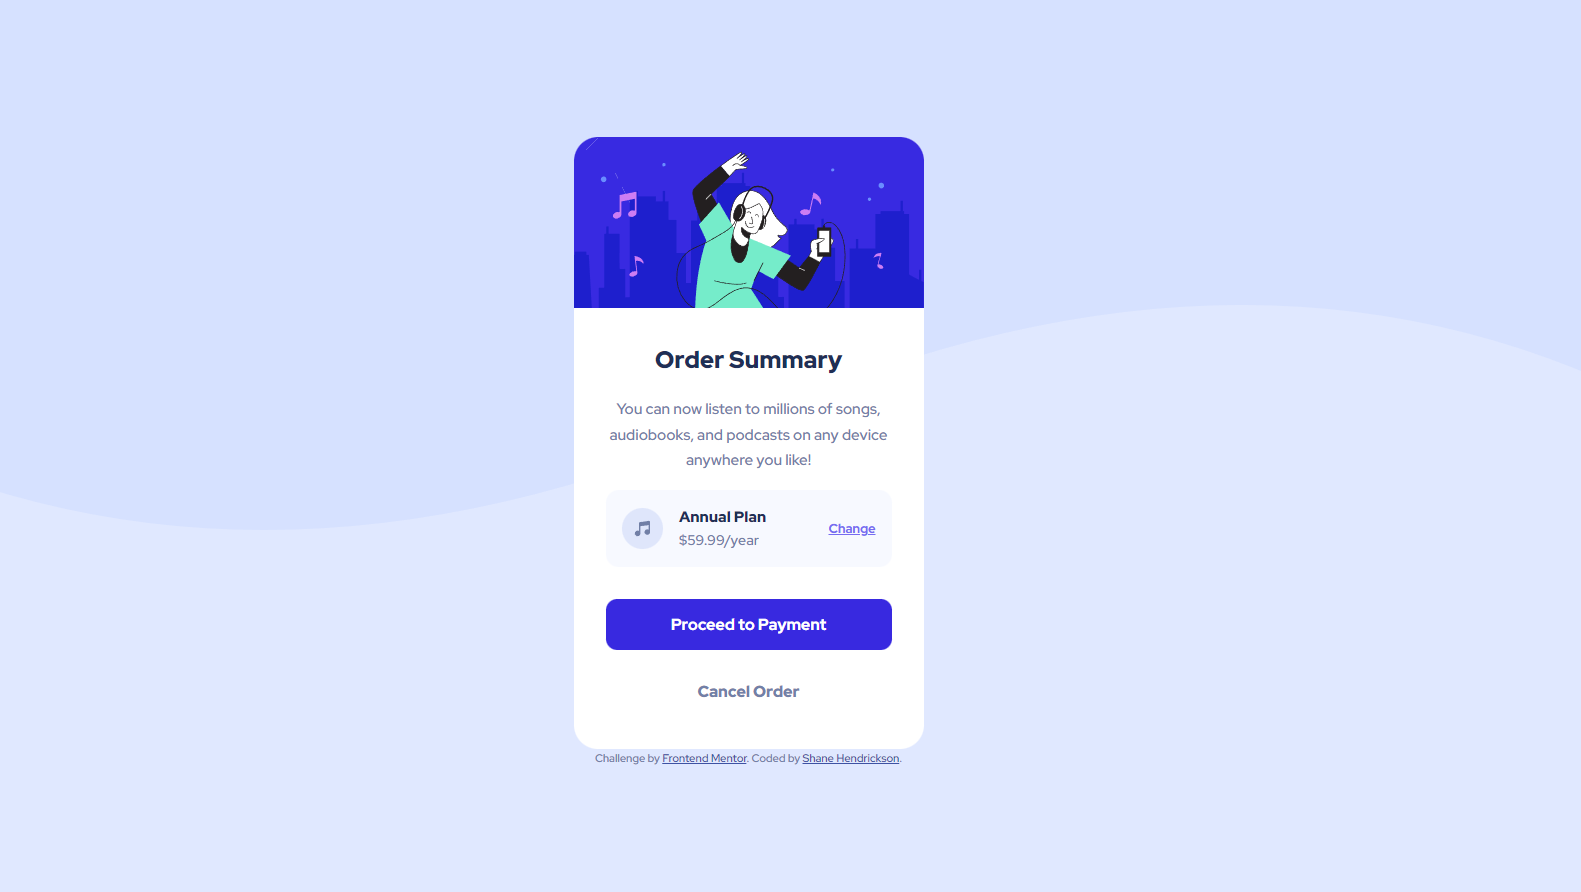 Order Summary
You can now listen to millions of songs,
audiobooks, and podcasts on any device
anywhere you like!
Annual Plan
$59.99/year
Change
Proceed to Payment
Cancel Order
Challenge by Frontend Mentor. Coded by Shane Hendrickson.